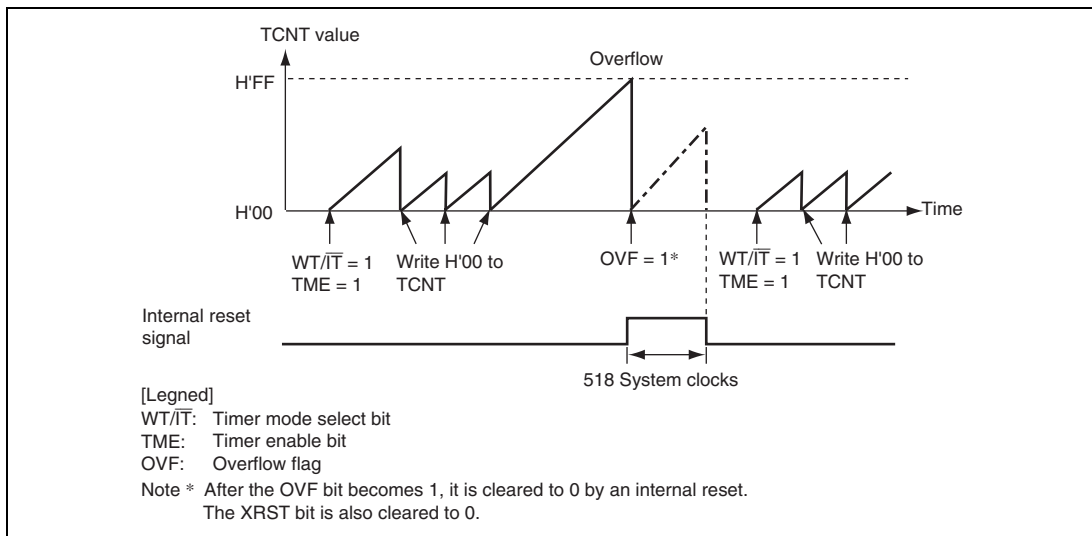 TCNT value
Overflow
H'FF
H'00
Time
WT/IT = 1
TME = 1
Write H'00 to
TCNT
OVF = 1*
WT/IT = 1
TME = 1
Write H'00 to
TCNT
Internal reset
signal
518 System clocks
[Legned]
WT/IT: Timer mode select bit
TME: Timer enable bit
OVF: Overflow flag
Note * After the OVF bit becomes 1, it is cleared to 0 by an internal reset.
The XRST bit is also cleared to 0.